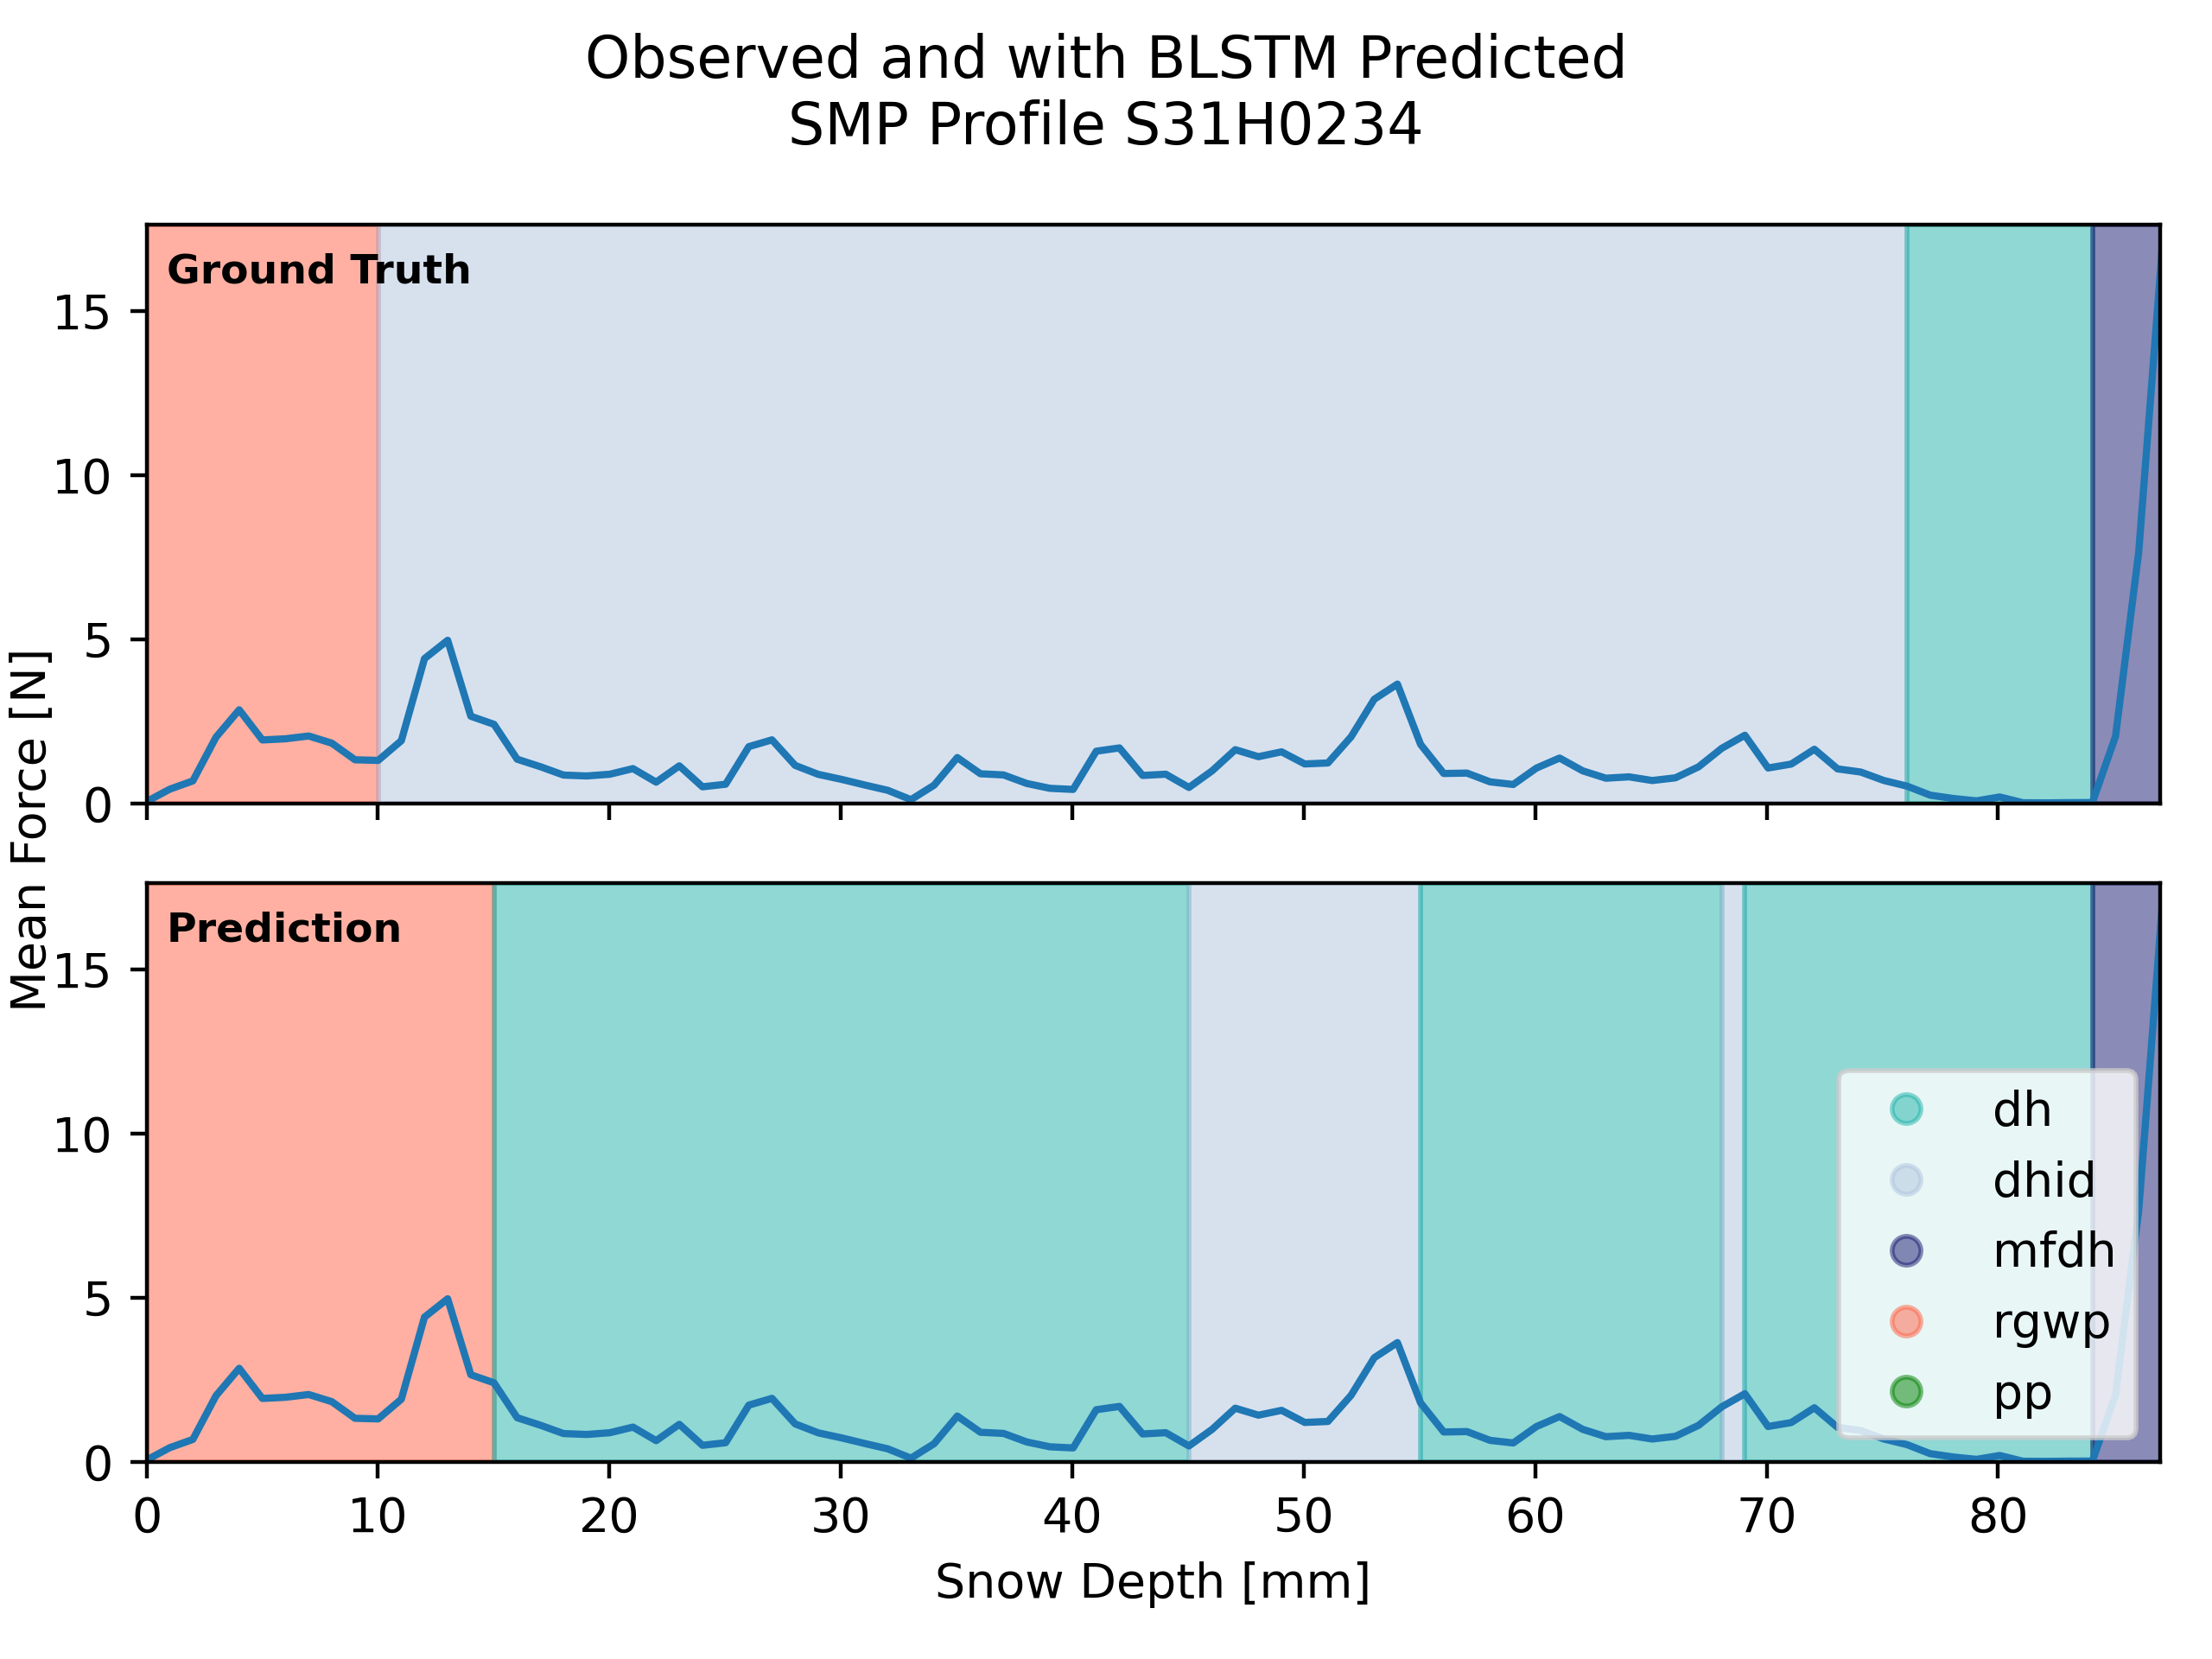 Observed and with BLSTM Predicted
SMP Profile S31H0234
Ground Truth
15
10
5
0
Mean Force [N]
Prediction
15
10
5
0
dh
dhid
mfdh
rgwp
pp
0 10 20 30 40 50 60 70 80
Snow Depth [mm]